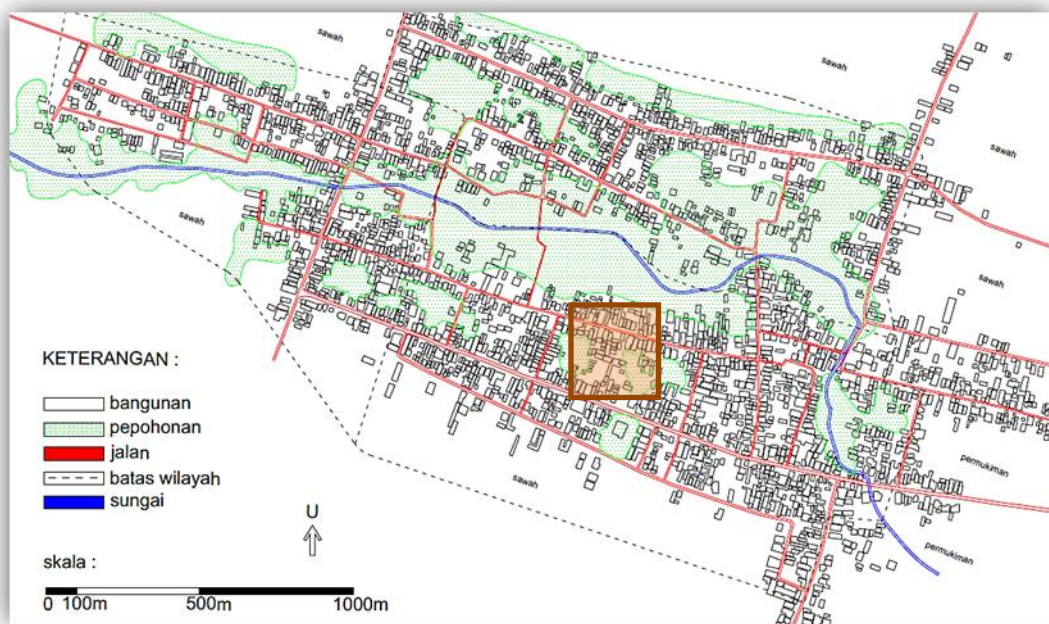 sawah
sawah
sawah
sawah
sawah
sawah
permukiman
permukiman
KETERANGAN :
bangunan
pepohonan
jalan
batas wilayah
sungai
U
skala :
0 100m 500m 1000m